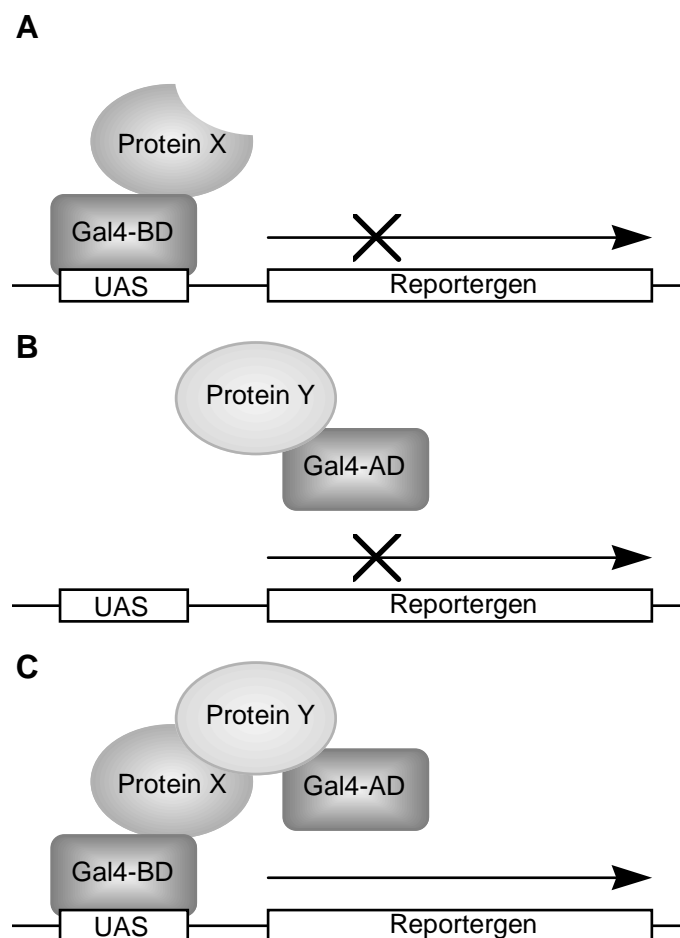 A
Protein X
Gal4-BD
UAS
Reportergen
B
Protein Y
Gal4-AD
UAS
Reportergen
C
Protein Y
Protein X
Gal4-AD
Gal4-BD
UAS
Reportergen